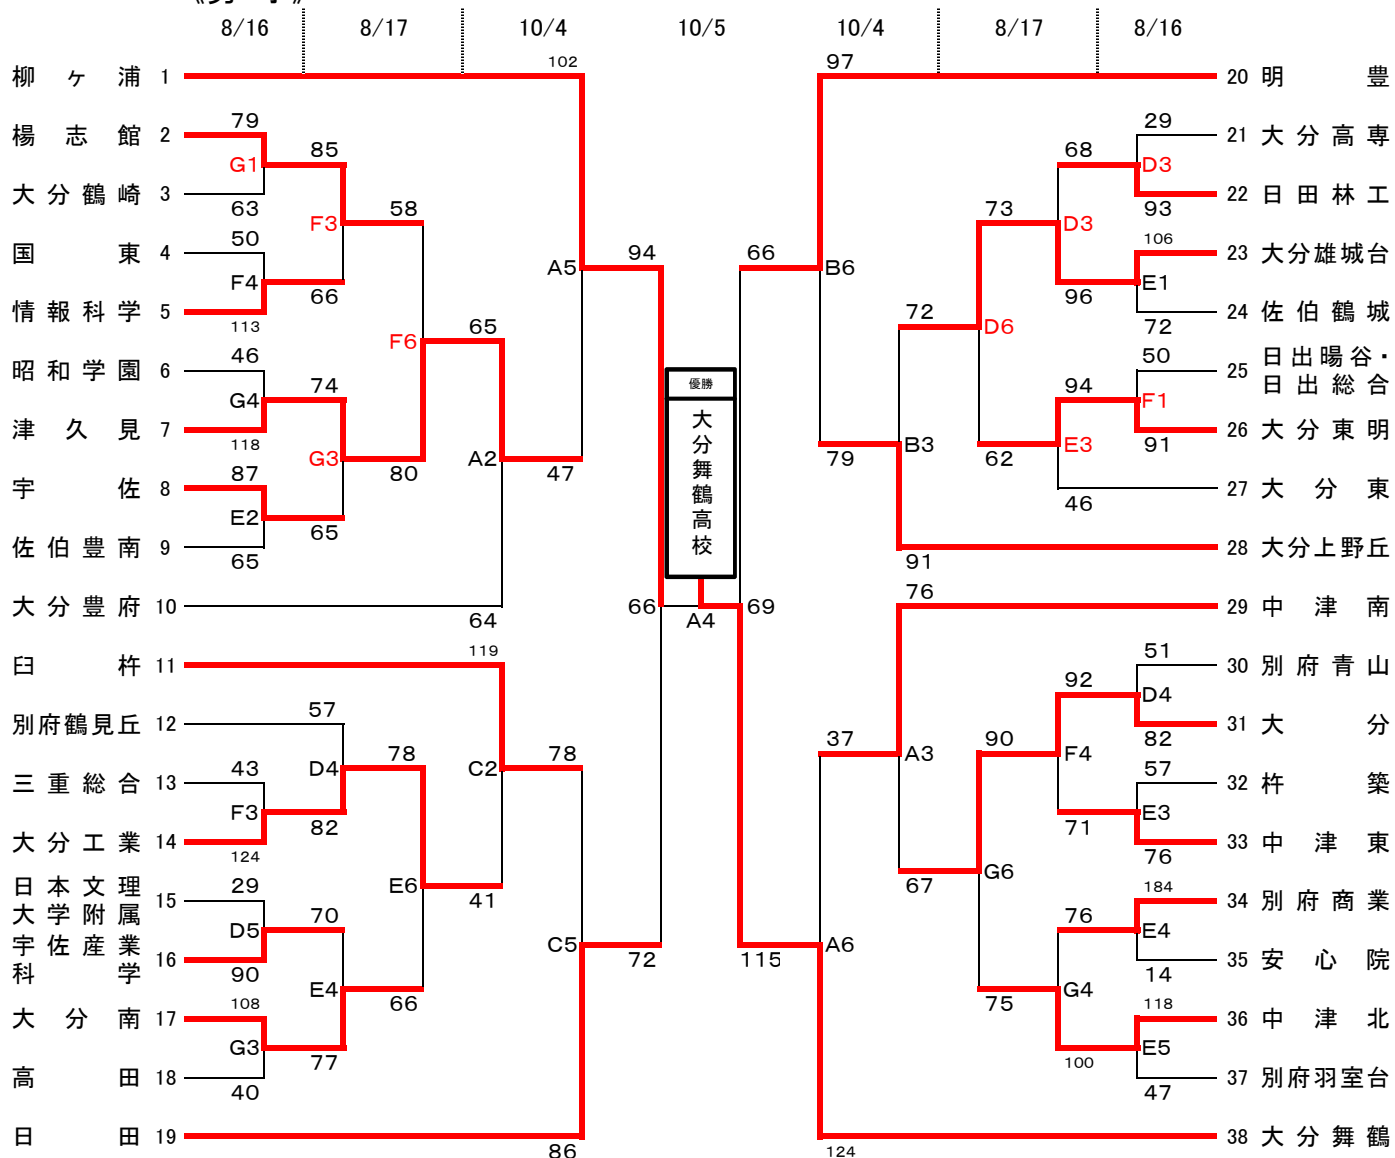 8/16 8/17 10/4 10/5 10/4 8/17 8/16
柳ヶ浦 1 102 97 20 明豊
楊志館 2 79 29 21 大分高専
G1 85 68 D3
大分鶴崎 3 63 93 22 日田林工
F3 58 73 D3
国東 4 50 106 23 大分雄城台
F4 66 A5 94 66 B6 96 E1
情報科学 5 113 72 24 佐伯鶴城
F6 65 72 D6
昭和学園 6 46 50 25 日出暘谷・日出総合
G4 74 94 F1
津久見 7 118 91 26 大分東明
G3 80 A2 47 79 B3 62 E3
宇佐 8 87 46 27 大分東
E2 65
佐伯豊南 9 65 91 28 大分上野丘
優勝
大分舞鶴高校
大分豊府 10 64 66 A4 69 76 29 中津南
臼杵 11 119 51 30 別府青山
92 D4
別府鶴見丘 12 57 82 31 大分
D4 78 C2 78 37 A3 90 F4
三重総合 13 43 57 32 杵築
F3 82 71 E3
大分工業 14 124 76 33 中津東
E6 41 67 G6
日本文理大学附属 15 29 184 34 別府商業
D5 70 76 E4
宇佐産業科学 16 90 14 35 安心院
C5 72 115 A6
E4 66 75 G4
大分南 17 108 118 36 中津北
G3 77 100 E5
高田 18 40 47 37 別府羽室台
日田 19 86 124 38 大分舞鶴